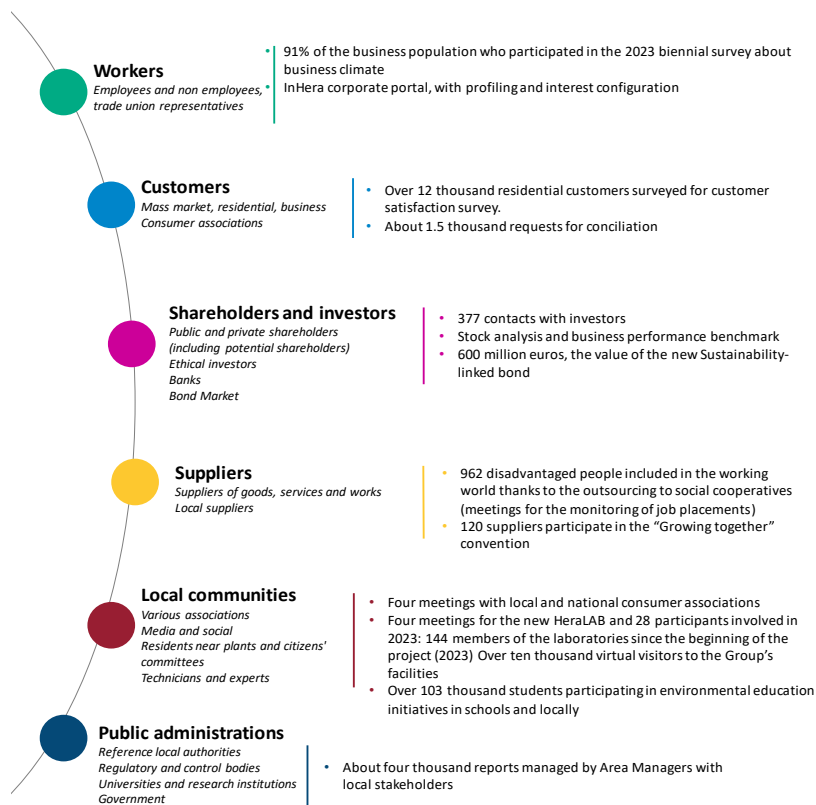 Workers
Employees and non employees,
trade union representatives
• 91% of the business population who participated in the 2023 biennial survey about
business climate
• InHera corporate portal, with profiling and interest configuration
Customers
Mass market, residential, business
Consumer associations
• Over 12 thousand residential customers surveyed for customer
satisfaction survey.
• About 1.5 thousand requests for conciliation
Shareholders and investors
Public and private shareholders
(including potential shareholders)
Ethical investors
Banks
Bond Market
• 377 contacts with investors
• Stock analysis and business performance benchmark
• 600 million euros, the value of the new Sustainability-
linked bond
Suppliers
Suppliers of goods, services and works
Local suppliers
• 962 disadvantaged people included in the working
world thanks to the outsourcing to social cooperatives
(meetings for the monitoring of job placements)
• 120 suppliers participate in the “Growing together”
convention
Local communities
Various associations
Media and social
Residents near plants and citizens'
committees
Technicians and experts
• Four meetings with local and national consumer associations
• Four meetings for the new HeraLAB and 28 participants involved in
2023: 144 members of the laboratories since the beginning of the
project (2023) Over ten thousand virtual visitors to the Group’s
facilities
• Over 103 thousand students participating in environmental education
initiatives in schools and locally
Public administrations
Reference local authorities
Regulatory and control bodies
Universities and research institutions
Government
• About four thousand reports managed by Area Managers with
local stakeholders